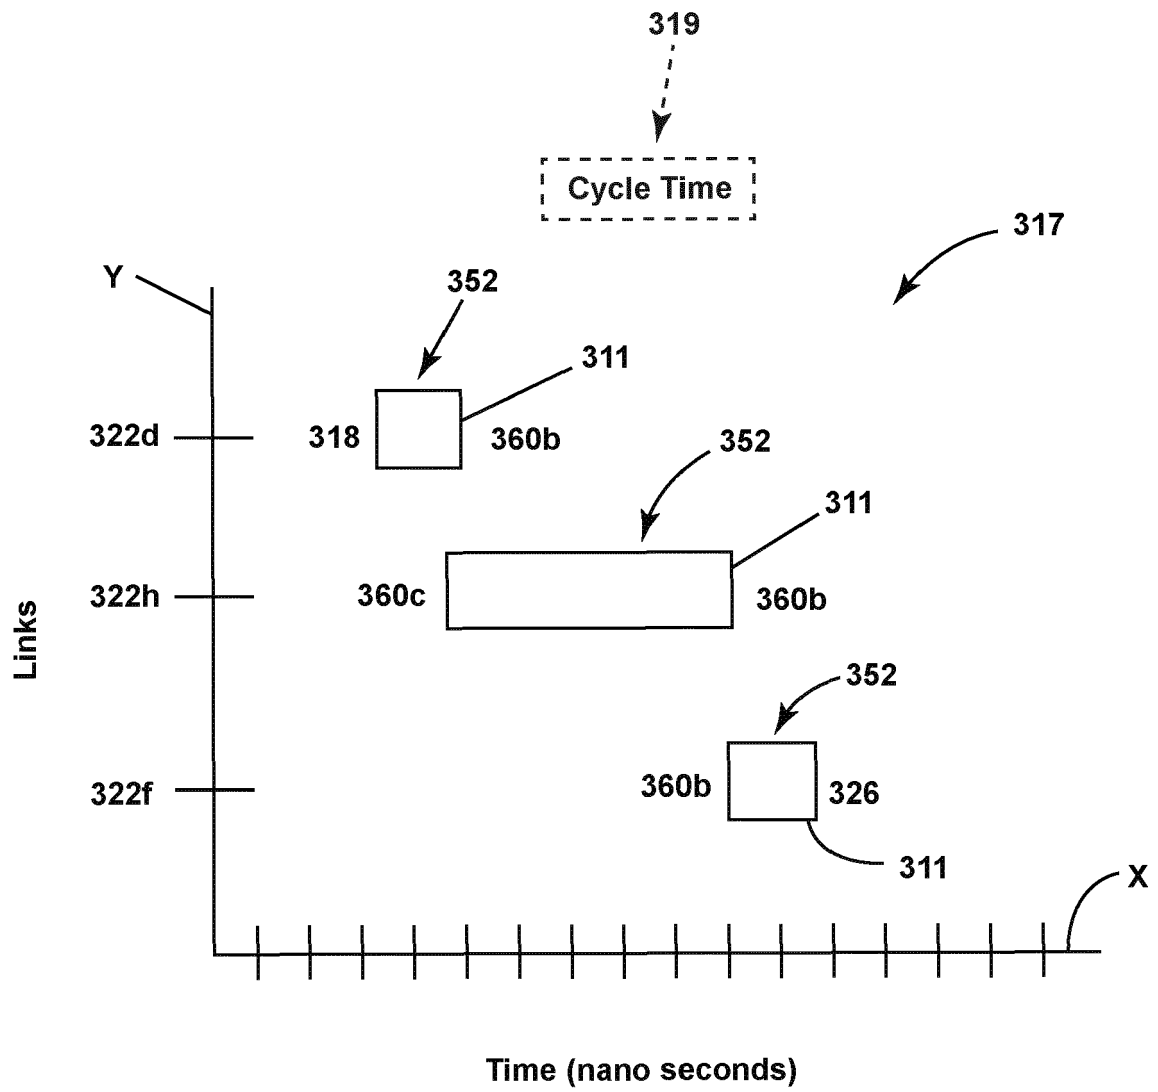 319
Cycle Time
317
Y
352
311
322d
318
360b
352
311
322h
360c
360b
Links
352
322f
360b
326
311
X
Time (nano seconds)